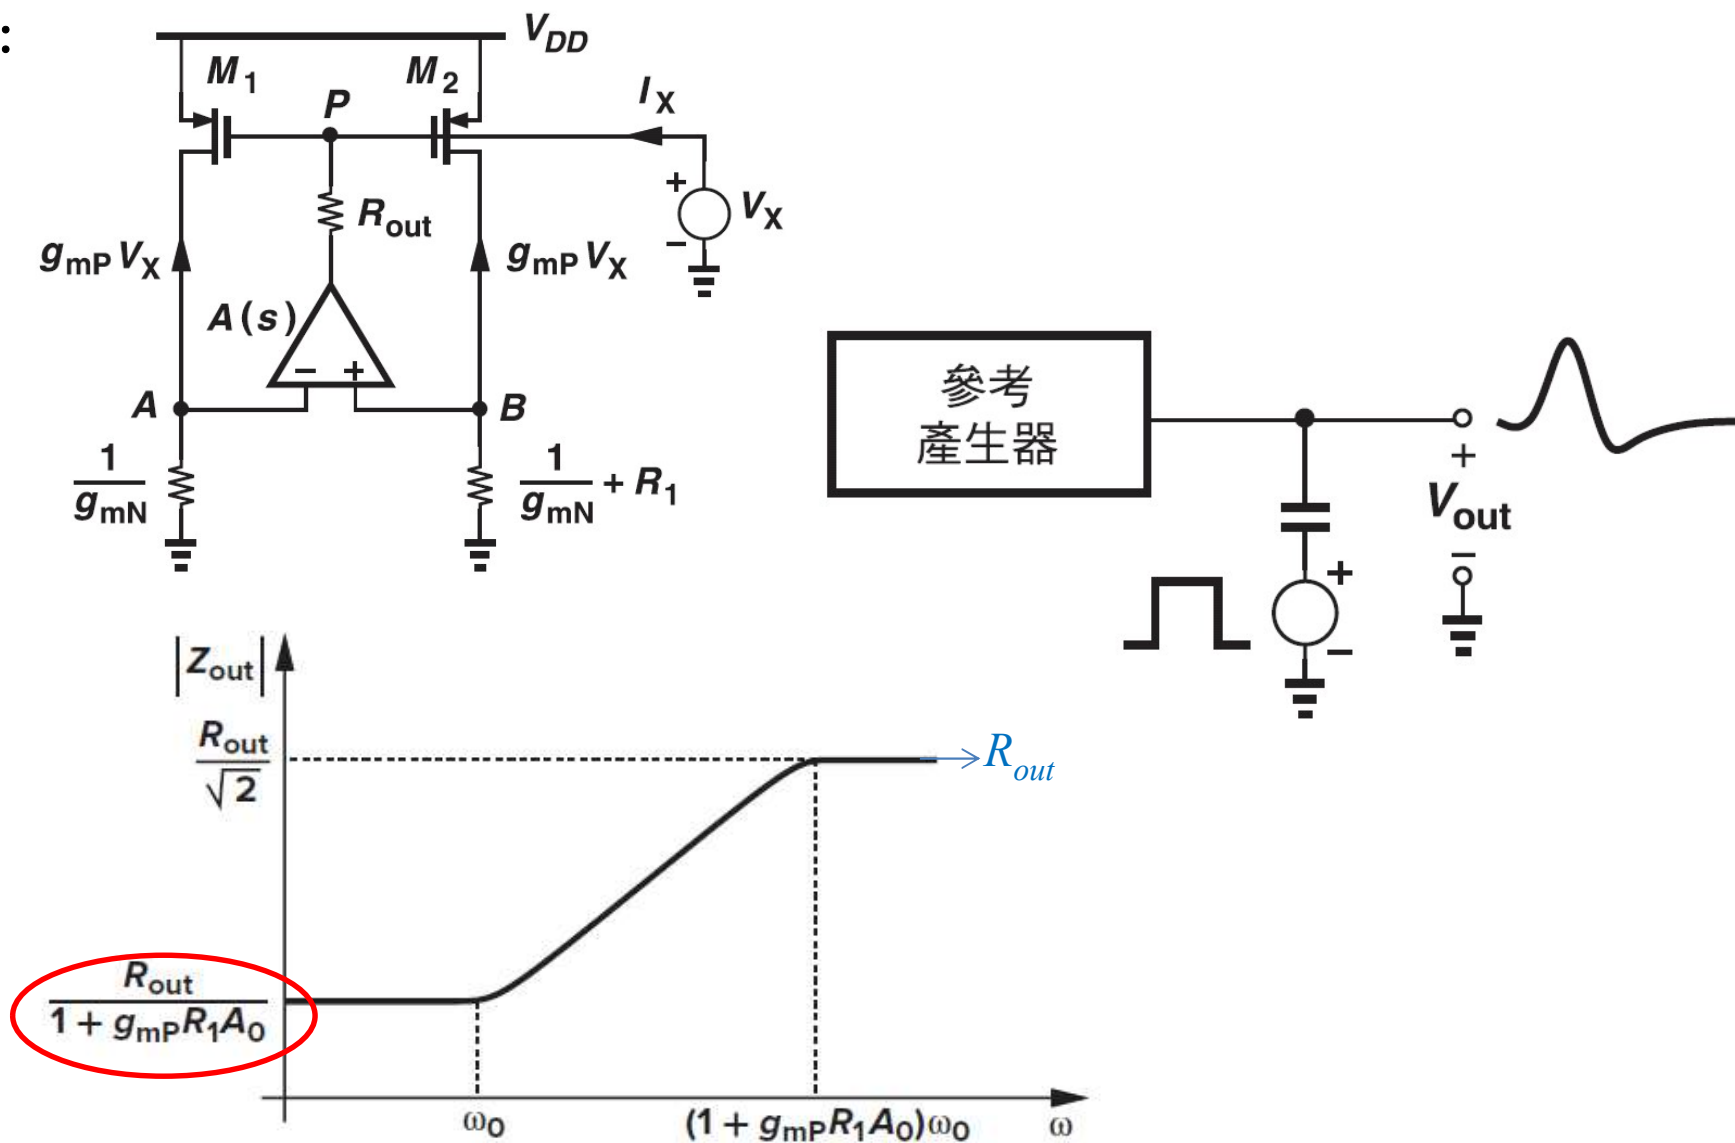 :
V_DD
M_1
M_2
P
I_X
+
V_X
−
R_out
g_mP V_X
g_mP V_X
A(s)
− +
A
B
1/g_mN
1/g_mN + R_1
參考
產生器
+
V_out
−
+
−
|Z_out|
R_out/√2
R_out
R_out/(1 + g_mP R_1 A_0)
ω_0
(1 + g_mP R_1 A_0)ω_0
ω